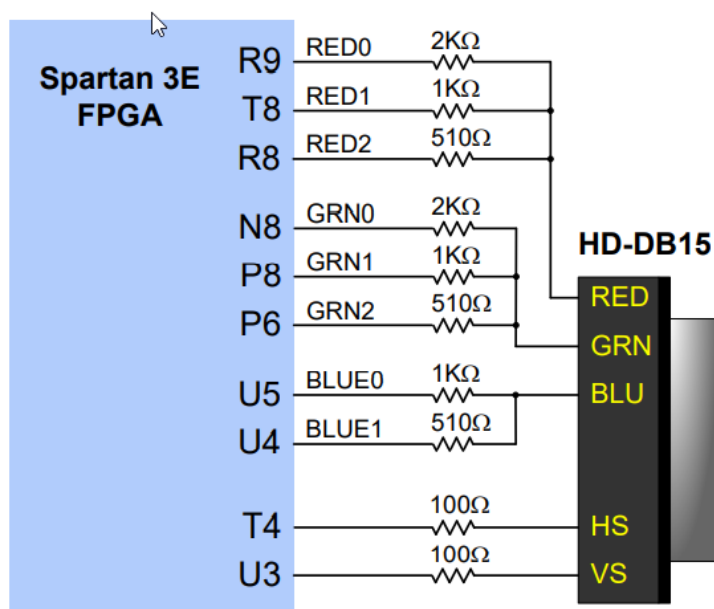 Spartan 3E
FPGA
R9 RED0 2KΩ
T8 RED1 1KΩ
R8 RED2 510Ω
N8 GRN0 2KΩ
P8 GRN1 1KΩ
P6 GRN2 510Ω
U5 BLUE0 1KΩ
U4 BLUE1 510Ω
T4 100Ω
U3 100Ω
HD-DB15
RED
GRN
BLU
HS
VS